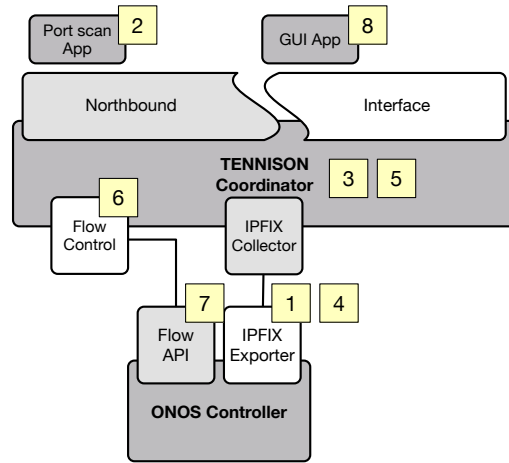 Port scan
App
2
GUI App
8
Northbound
Interface
TENNISON
Coordinator
3
5
6
Flow
Control
IPFIX
Collector
7
1
4
Flow
API
IPFIX
Exporter
ONOS Controller